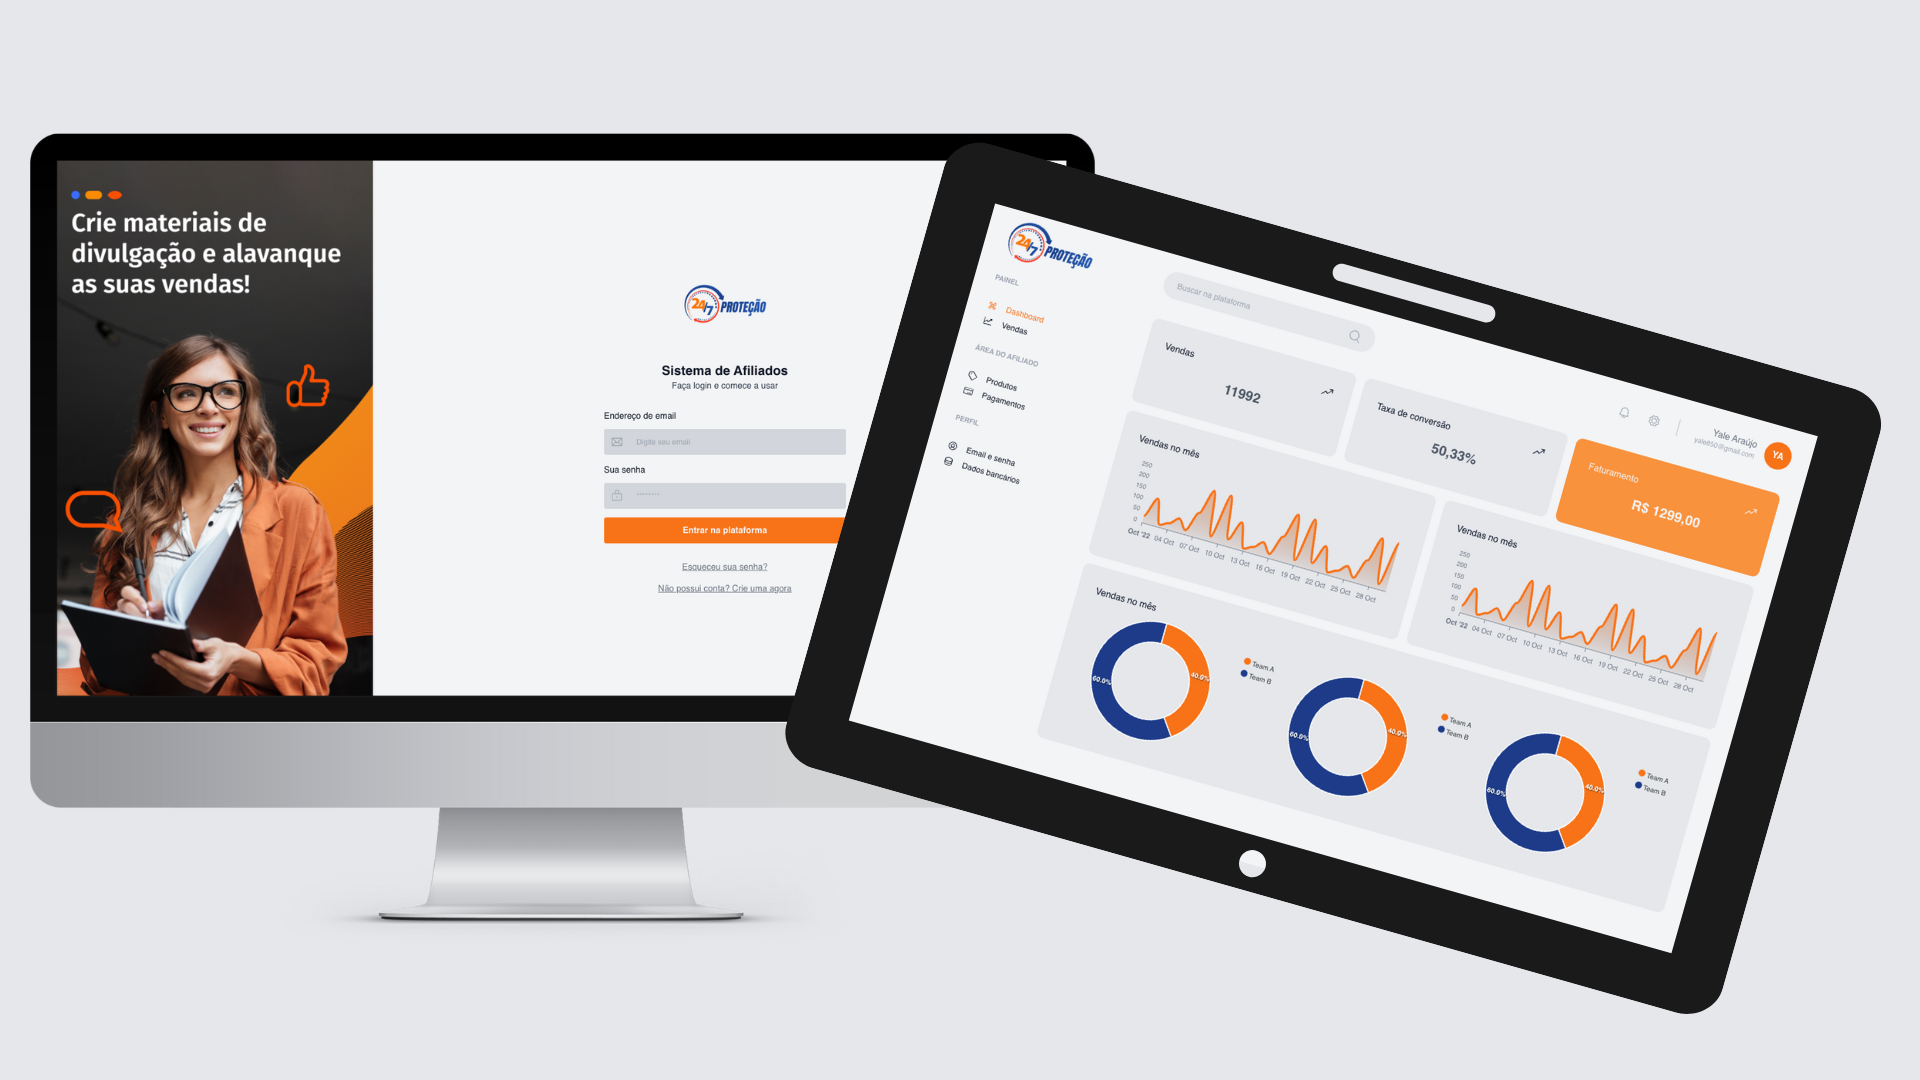 Crie materiais de
divulgação e alavanque
as suas vendas!
24/7 PROTEÇÃO
Sistema de Afiliados
Faça login e comece a usar
Endereço de email
Digite seu email
Sua senha
********
Entrar na plataforma
Esqueceu sua senha?
Não possui conta? Crie uma agora
24/7 PROTEÇÃO
PAINEL
Dashboard
Vendas
ÁREA DO AFILIADO
Produtos
Pagamentos
PERFIL
Email e senha
Dados bancários
Buscar na plataforma
Yale Araújo
yale850@gmail.com
YA
Vendas
11992
Taxa de conversão
50,33%
Faturamento
R$ 1299,00
Vendas no mês
250
200
150
100
50
0
Oct '22 04 Oct 07 Oct 10 Oct 13 Oct 16 Oct 19 Oct 22 Oct 25 Oct 28 Oct
Vendas no mês
250
200
150
100
50
0
Oct '22 04 Oct 07 Oct 10 Oct 13 Oct 16 Oct 19 Oct 22 Oct 25 Oct 28 Oct
Vendas no mês
60.0% 40.0%
Team A
Team B
60.0% 40.0%
Team A
Team B
60.0% 40.0%
Team A
Team B